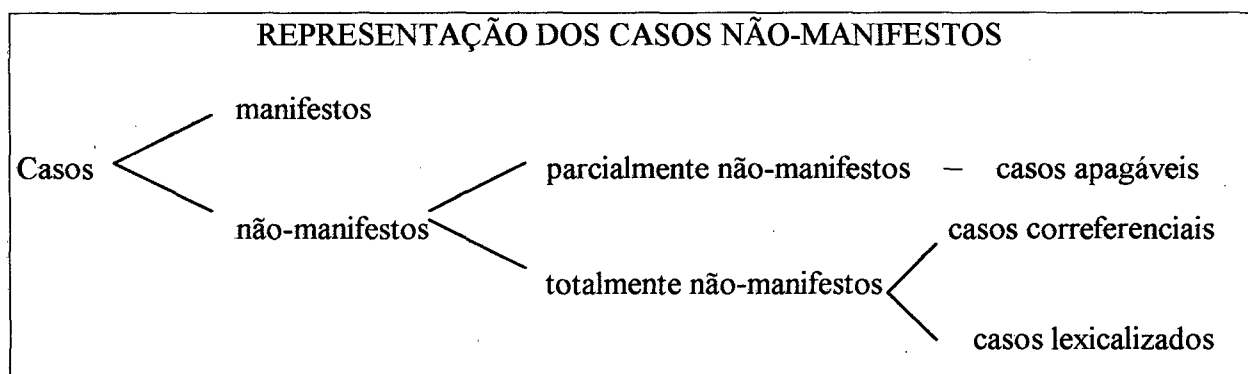 REPRESENTAÇÃO DOS CASOS NÃO-MANIFESTOS
manifestos
Casos
parcialmente não-manifestos – casos apagáveis
não-manifestos
casos correferenciais
totalmente não-manifestos
casos lexicalizados